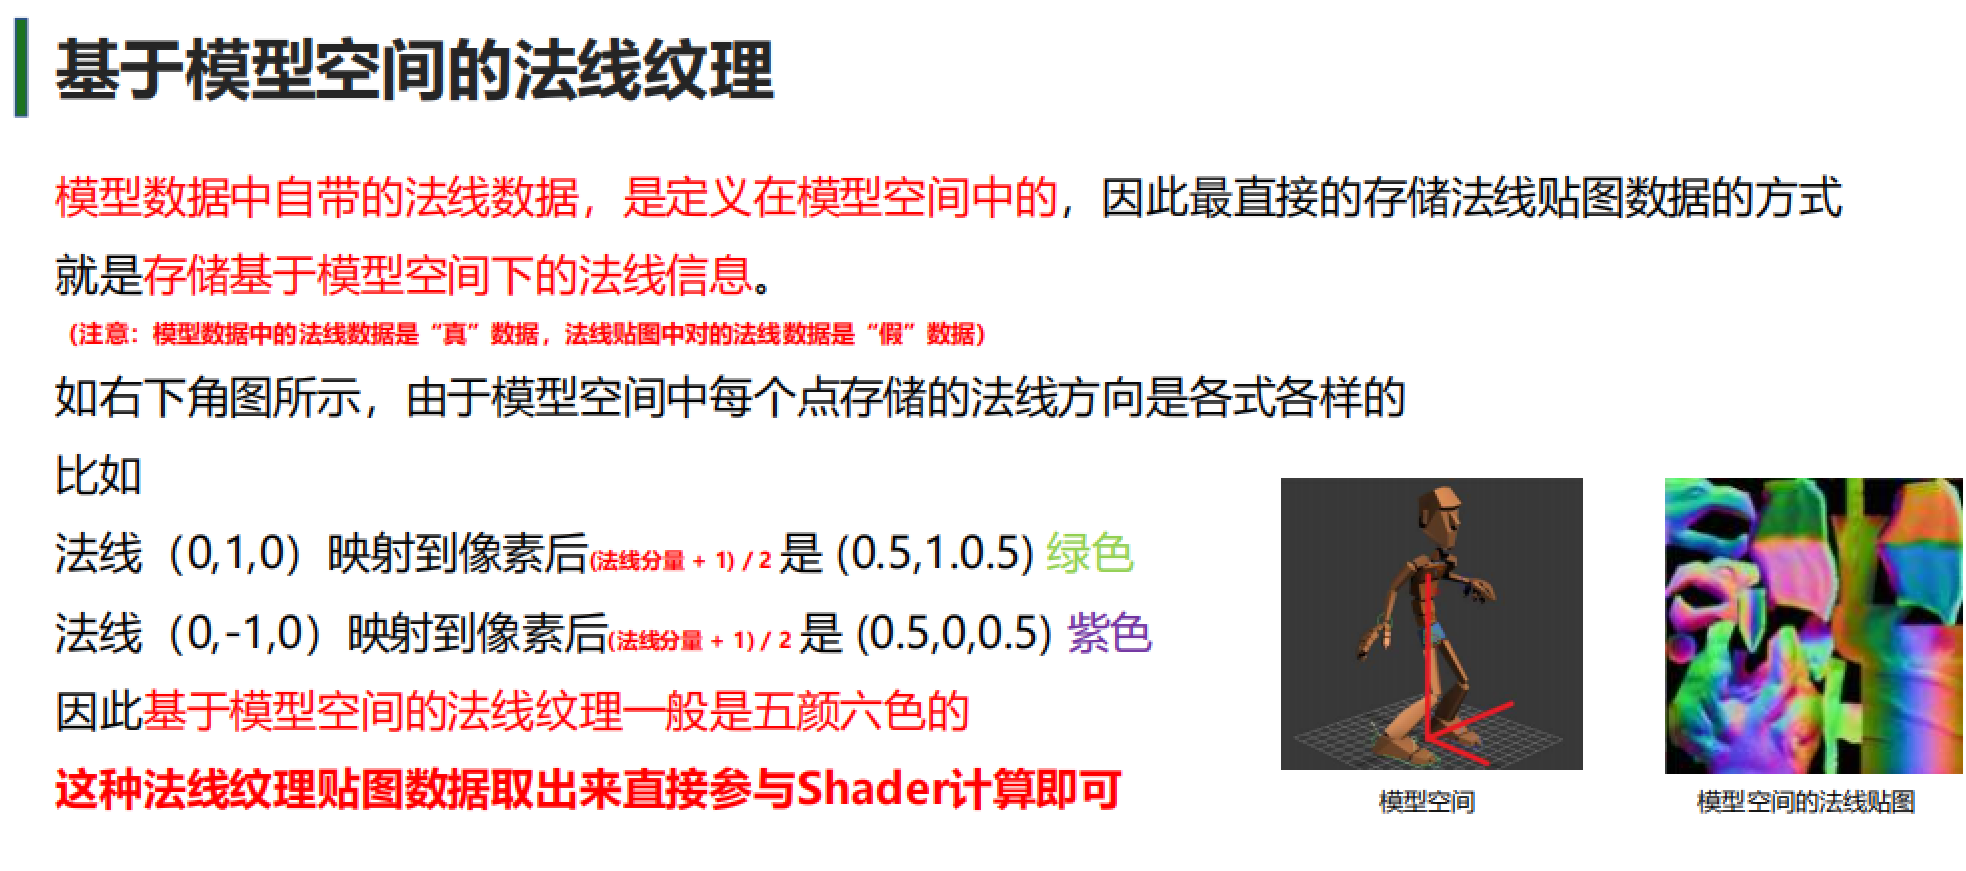 基于模型空间的法线纹理
模型数据中自带的法线数据，是定义在模型空间中的，因此最直接的存储法线贴图数据的方式
就是存储基于模型空间下的法线信息。
（注意：模型数据中的法线数据是“真”数据，法线贴图中对的法线数据是“假”数据）
如右下角图所示，由于模型空间中每个点存储的法线方向是各式各样的
比如
法线（0,1,0）映射到像素后(法线分量 + 1) / 2 是 (0.5,1.0.5) 绿色
法线（0,-1,0）映射到像素后(法线分量 + 1) / 2 是 (0.5,0,0.5) 紫色
因此基于模型空间的法线纹理一般是五颜六色的
这种法线纹理贴图数据取出来直接参与Shader计算即可
模型空间
模型空间的法线贴图